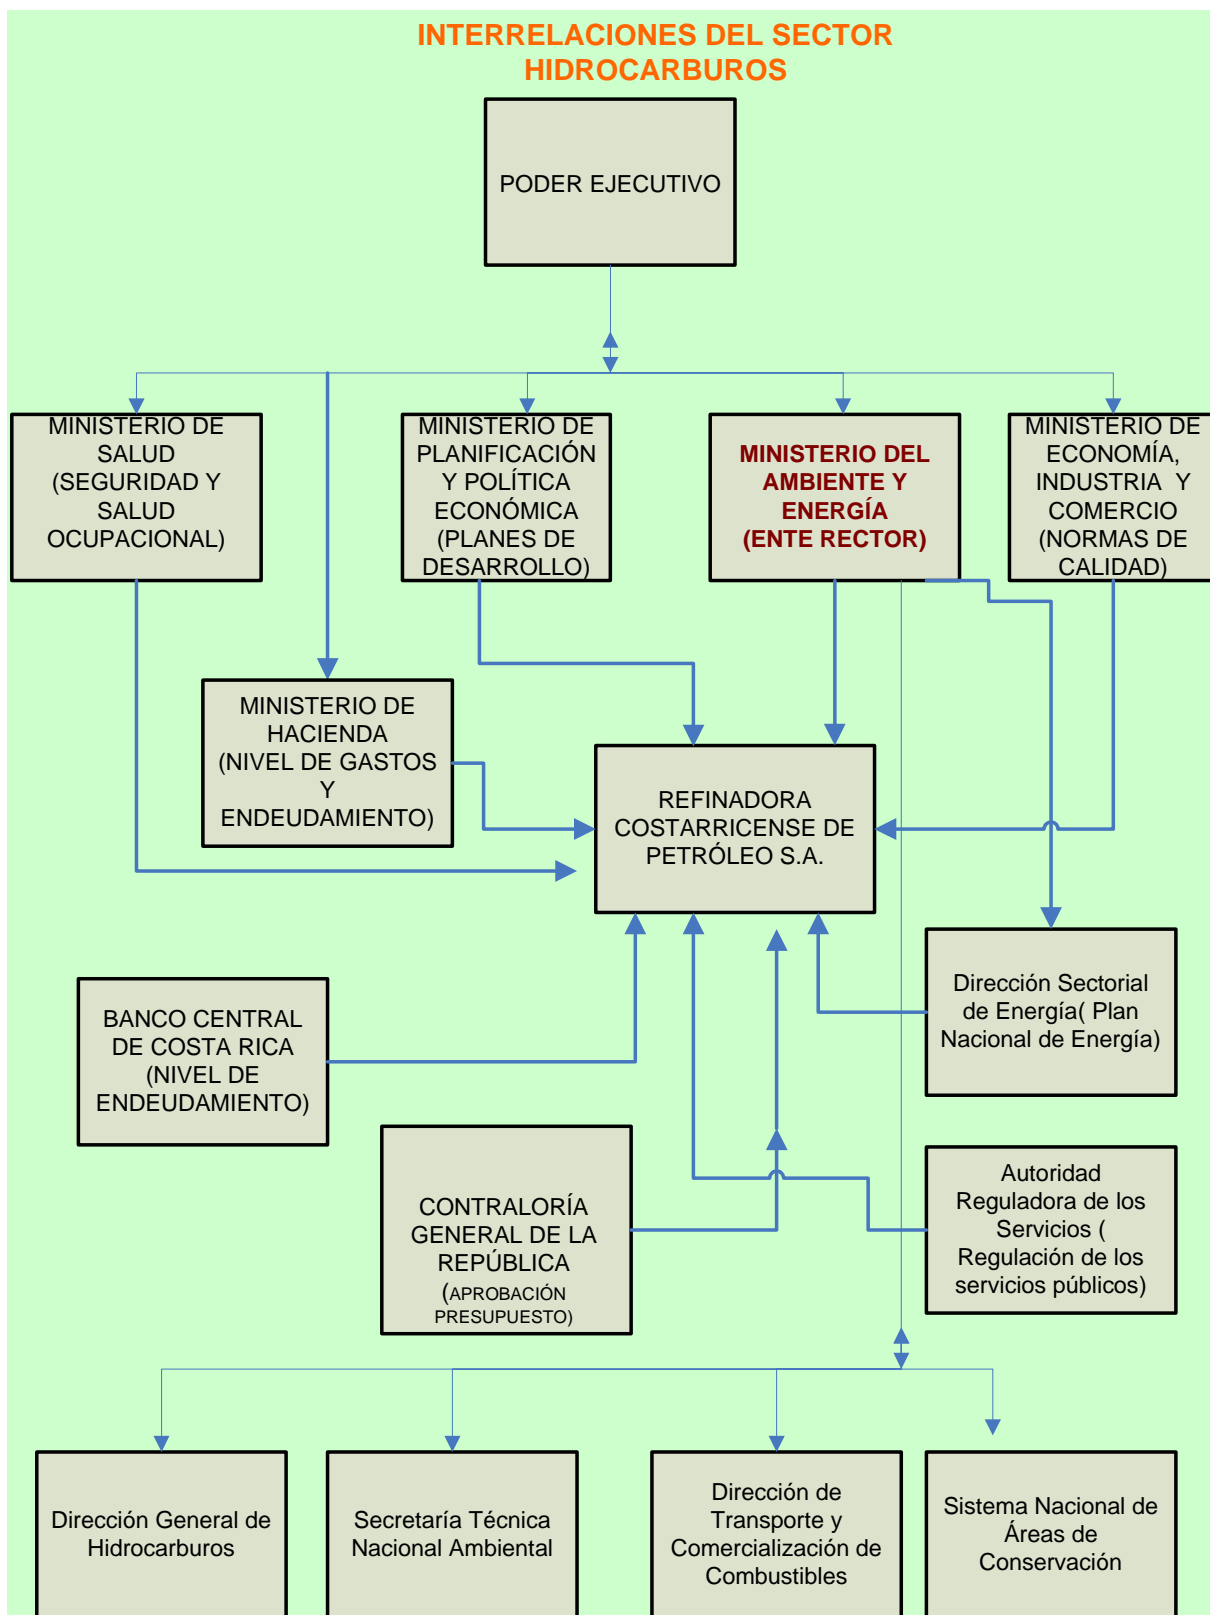 INTERRELACIONES DEL SECTOR
HIDROCARBUROS
PODER EJECUTIVO
MINISTERIO DE
SALUD
(SEGURIDAD Y
SALUD
OCUPACIONAL)
MINISTERIO DE
PLANIFICACIÓN
Y POLÍTICA
ECONÓMICA
(PLANES DE
DESARROLLO)
MINISTERIO DEL
AMBIENTE Y
ENERGÍA
(ENTE RECTOR)
MINISTERIO DE
ECONOMÍA,
INDUSTRIA Y
COMERCIO
(NORMAS DE
CALIDAD)
MINISTERIO DE
HACIENDA
(NIVEL DE GASTOS
Y
ENDEUDAMIENTO)
REFINADORA
COSTARRICENSE DE
PETRÓLEO S.A.
BANCO CENTRAL
DE COSTA RICA
(NIVEL DE
ENDEUDAMIENTO)
Dirección Sectorial
de Energía( Plan
Nacional de Energía)
CONTRALORÍA
GENERAL DE LA
REPÚBLICA
(APROBACIÓN
PRESUPUESTO)
Autoridad
Reguladora de los
Servicios (
Regulación de los
servicios públicos)
Dirección General de
Hidrocarburos
Secretaría Técnica
Nacional Ambiental
Dirección de
Transporte y
Comercialización de
Combustibles
Sistema Nacional de
Áreas de
Conservación